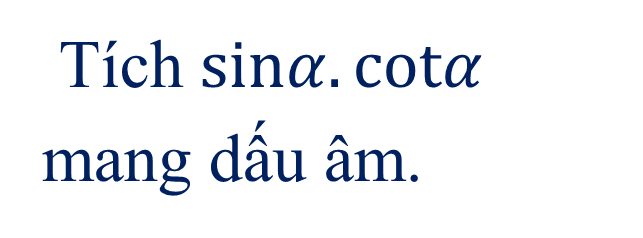 Tích sin𝛼. cot𝛼
mang dấu âm.